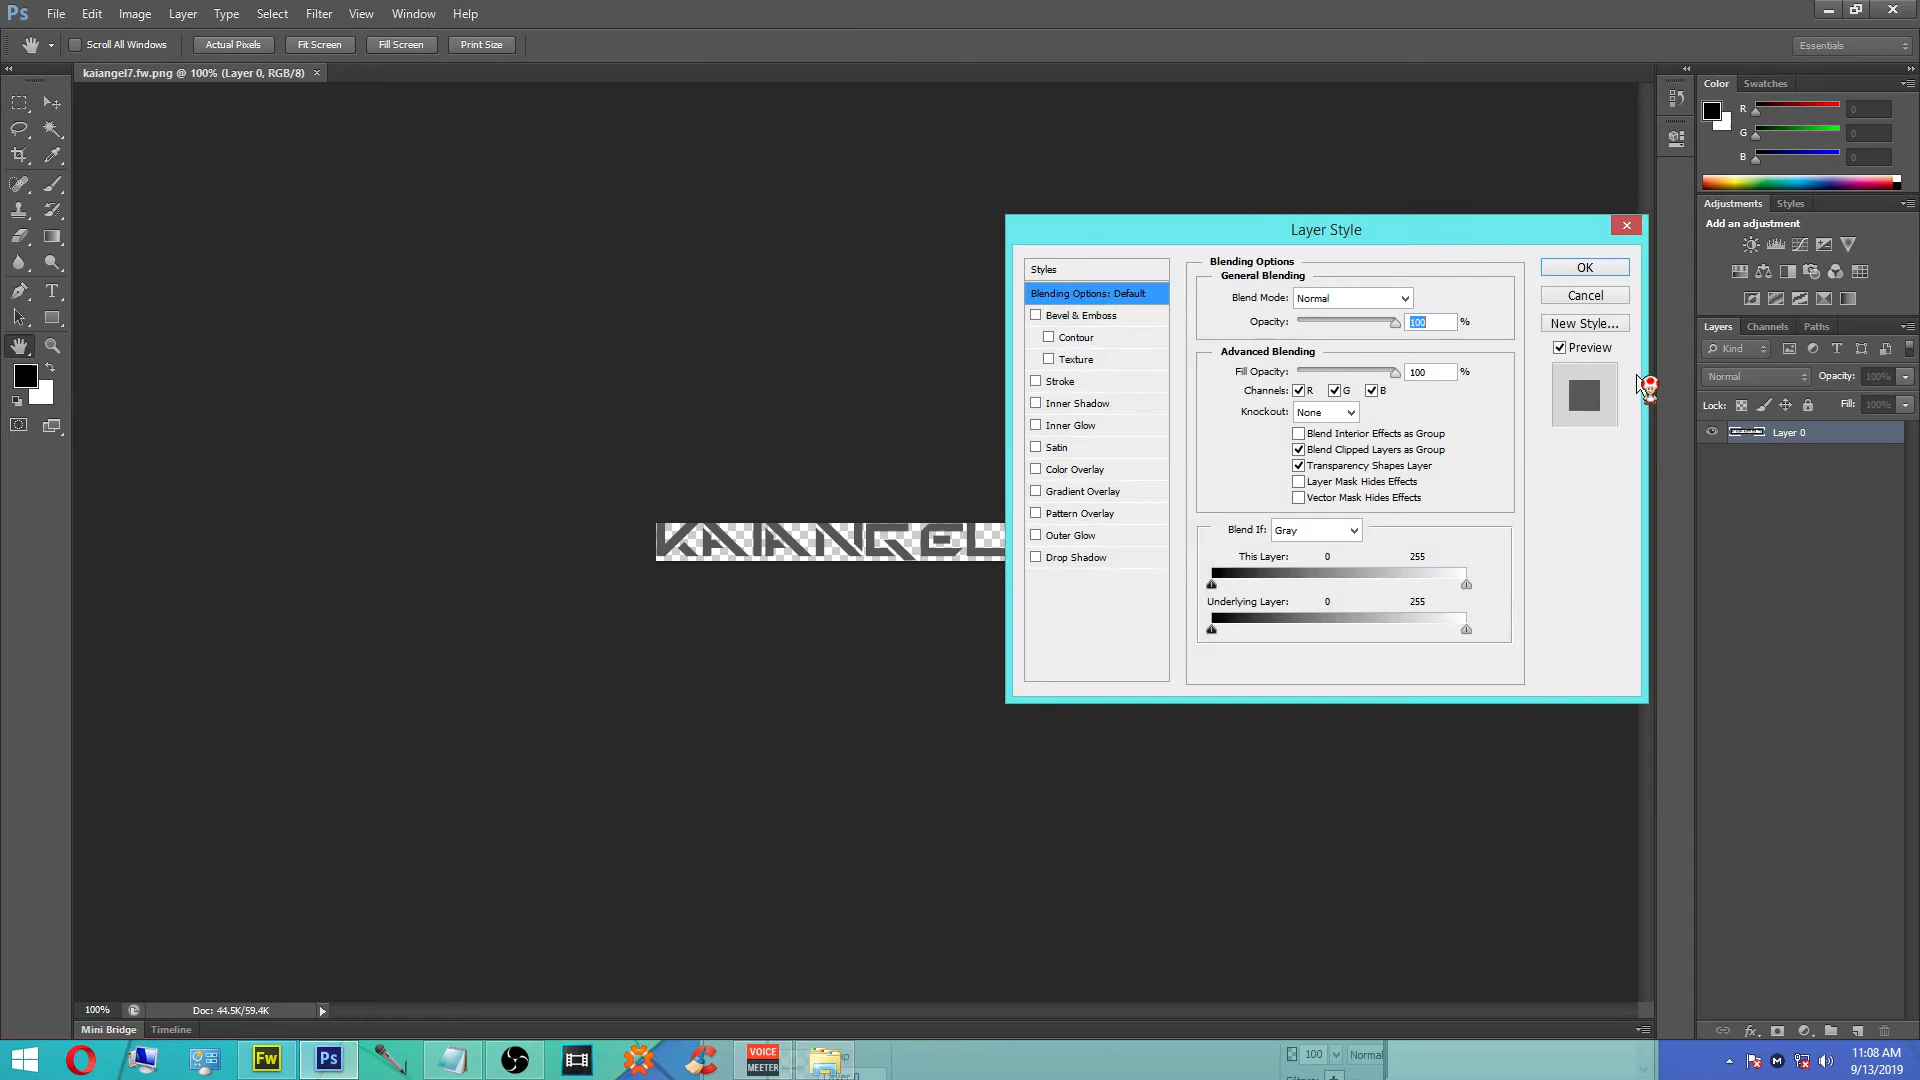 Ps File Edit Image Layer Type Select Filter View Window Help
Scroll All Windows Actual Pixels Fit Screen Fill Screen Print Size Essentials
kaiangel7.fw.png @ 100% (Layer 0, RGB/8) ×
KAIANGEL
Layer Style
Styles
Blending Options: Default
Bevel & Emboss
Contour
Texture
Stroke
Inner Shadow
Inner Glow
Satin
Color Overlay
Gradient Overlay
Pattern Overlay
Outer Glow
Drop Shadow
Blending Options
General Blending
Blend Mode: Normal
Opacity: 100 %
Advanced Blending
Fill Opacity: 100 %
Channels: R G B
Knockout: None
Blend Interior Effects as Group
Blend Clipped Layers as Group
Transparency Shapes Layer
Layer Mask Hides Effects
Vector Mask Hides Effects
Blend If: Gray
This Layer: 0 255
Underlying Layer: 0 255
OK
Cancel
New Style...
Preview
Color Swatches
R 0
G 0
B 0
Adjustments Styles
Add an adjustment
Layers Channels Paths
Kind
Normal Opacity: 100%
Lock: Fill: 100%
Layer 0
100% Doc: 44.5K/59.4K
Mini Bridge Timeline
Fw Ps VOICE MEETER 100 Normal
11:08 AM
9/13/2019